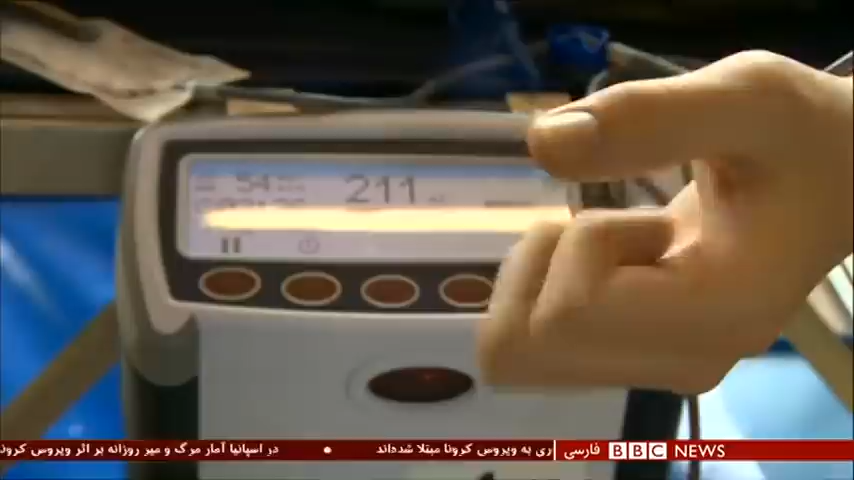 54
211
ری به ویروس کرونا مبتلا شده‌اند • در اسپانیا آمار مرگ و میر روزانه بر اثر ویروس کرون
فارسی BBC NEWS